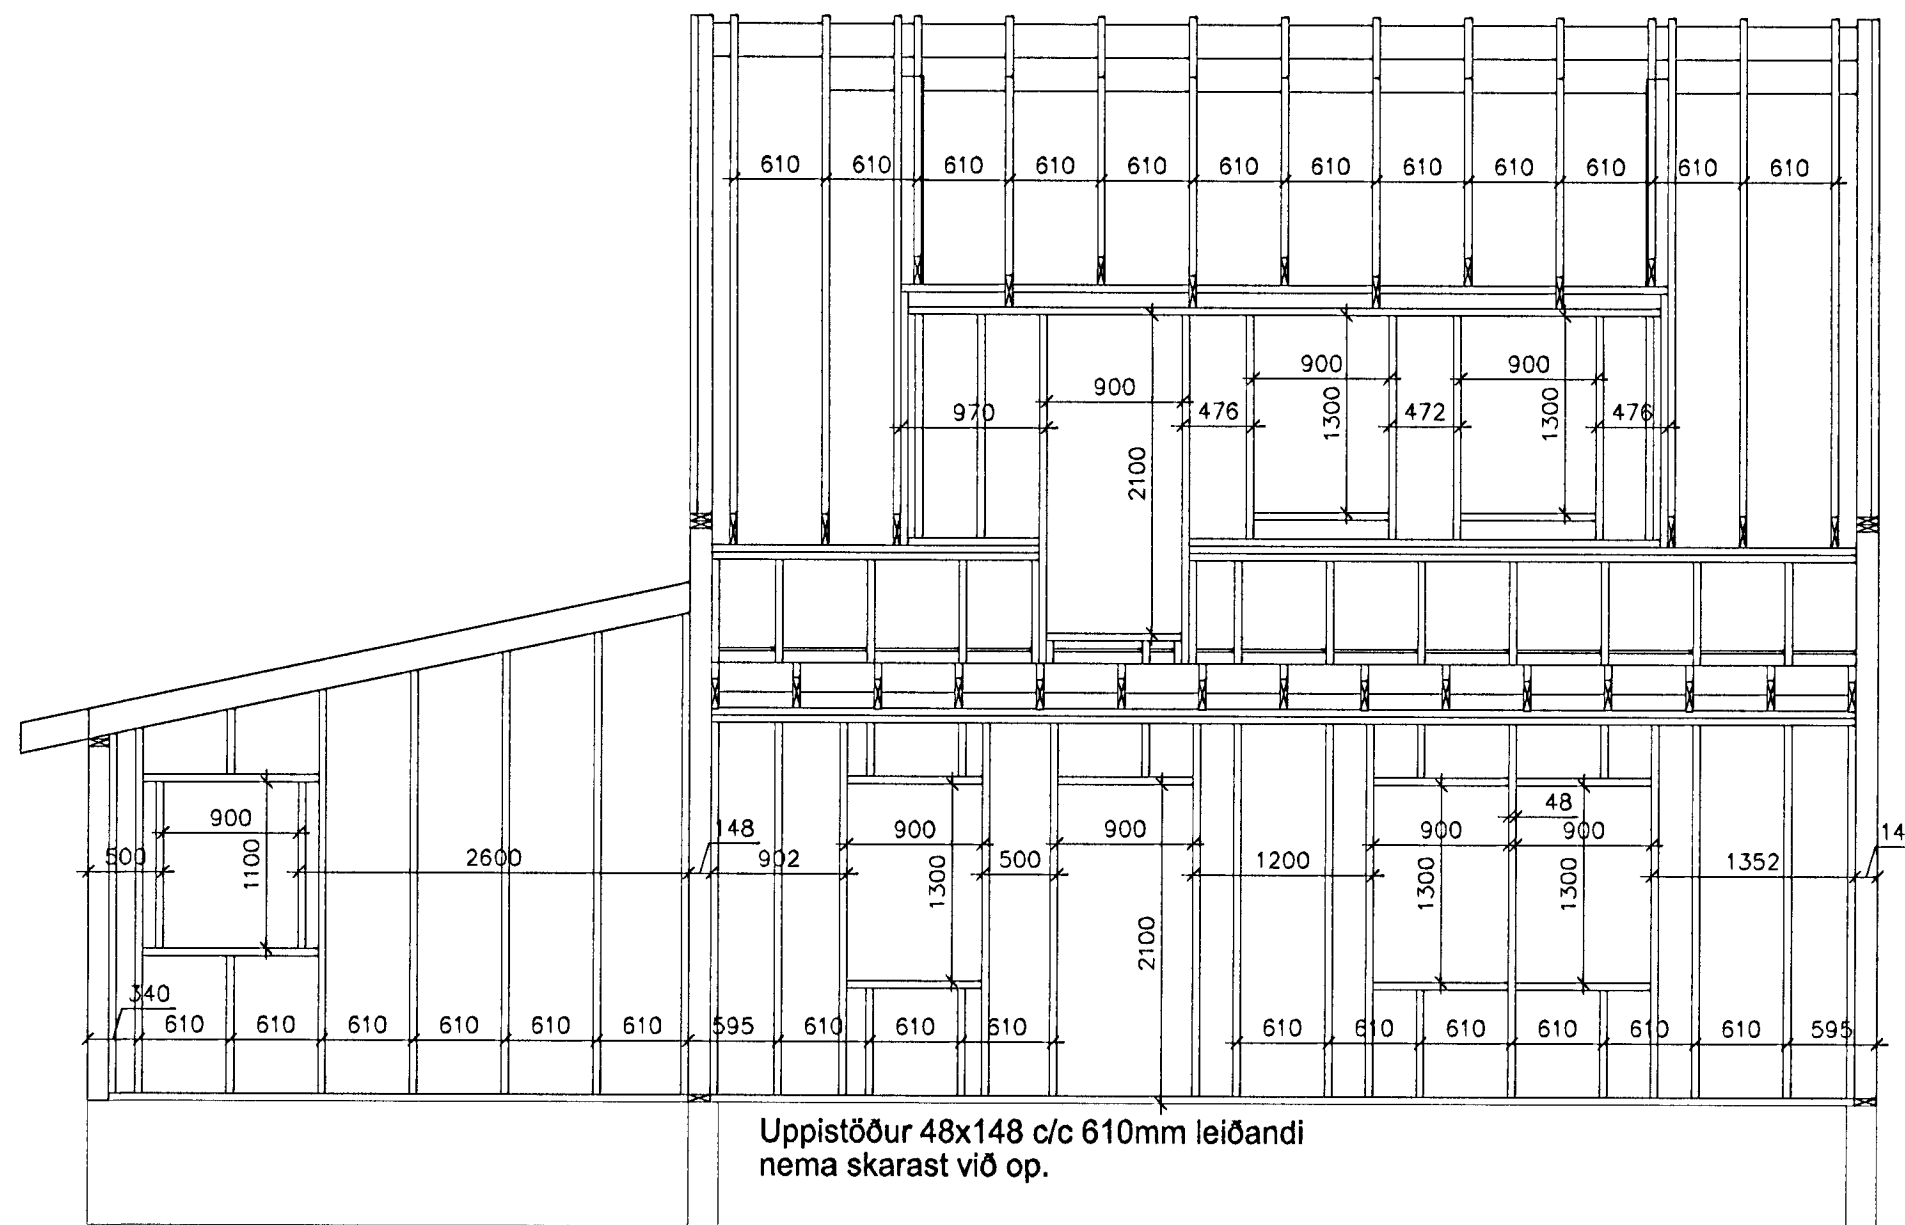 610 610 610 610 610 610 610 610 610 610 610 610
900 900
900
970 476 1300 472 1300 476
2100
48
148 14
900 900 900 900 900
500 1100 2600 902 1300 500 1200 1300 1300 1352
2100
340
610 610 610 610 610 610 595 610 610 610 610 610 610 610 610 610 595
Uppistöður 48x148 c/c 610mm leiðandi
nema skarast við op.